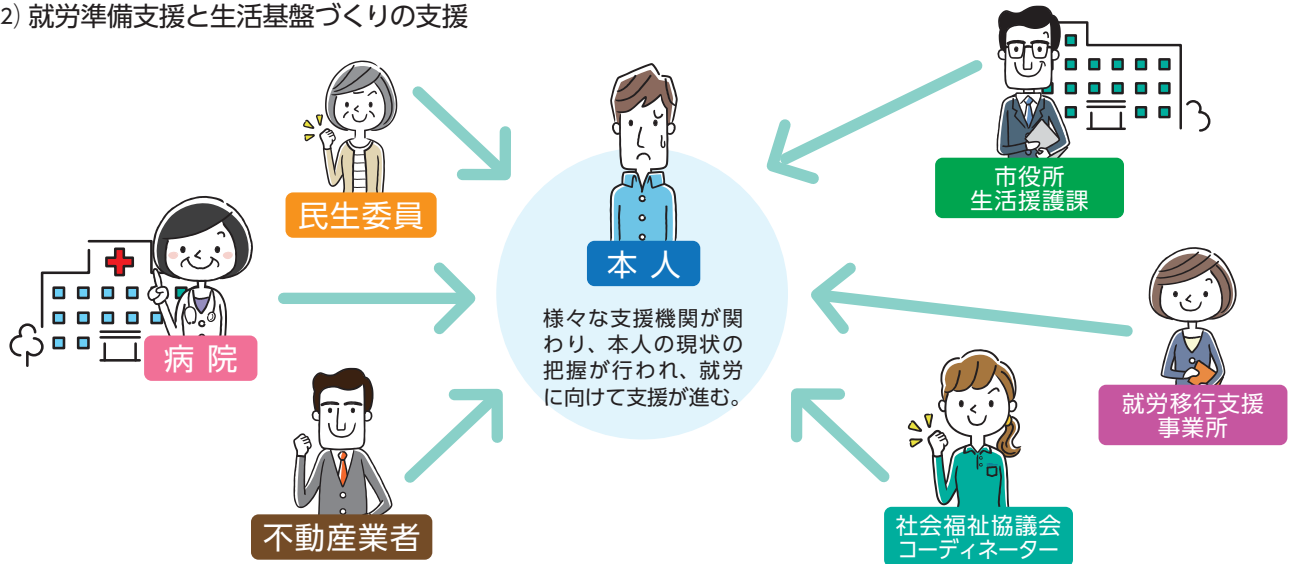 2) 就労準備支援と生活基盤づくりの支援
民生委員
本人
市役所
生活援護課
病院
様々な支援機関が関
わり、本人の現状の
把握が行われ、就労
に向けて支援が進む。
就労移行支援
事業所
不動産業者
社会福祉協議会
コーディネーター